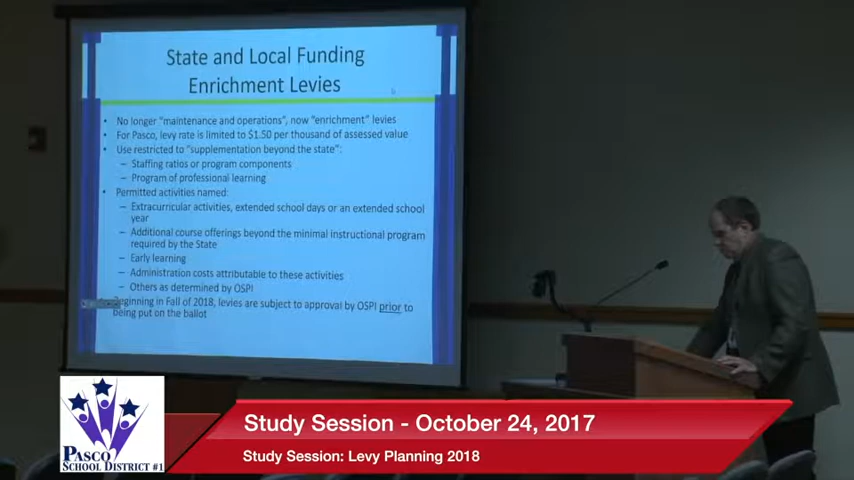 State and Local Funding
Enrichment Levies
• No longer "maintenance and operations", now "enrichment" levies
• For Pasco, levy rate is limited to $1.50 per thousand of assessed value
• Use restricted to "supplementation beyond the state":
– Staffing ratios or program components
– Program of professional learning
• Permitted activities named:
– Extracurricular activities, extended school days or an extended school
year
– Additional course offerings beyond the minimal instructional program
required by the State
– Early learning
– Administration costs attributable to these activities
– Others as determined by OSPI
Beginning in Fall of 2018, levies are subject to approval by OSPI prior to
being put on the ballot
Study Session - October 24, 2017
Study Session: Levy Planning 2018
PASCO
SCHOOL DISTRICT #1